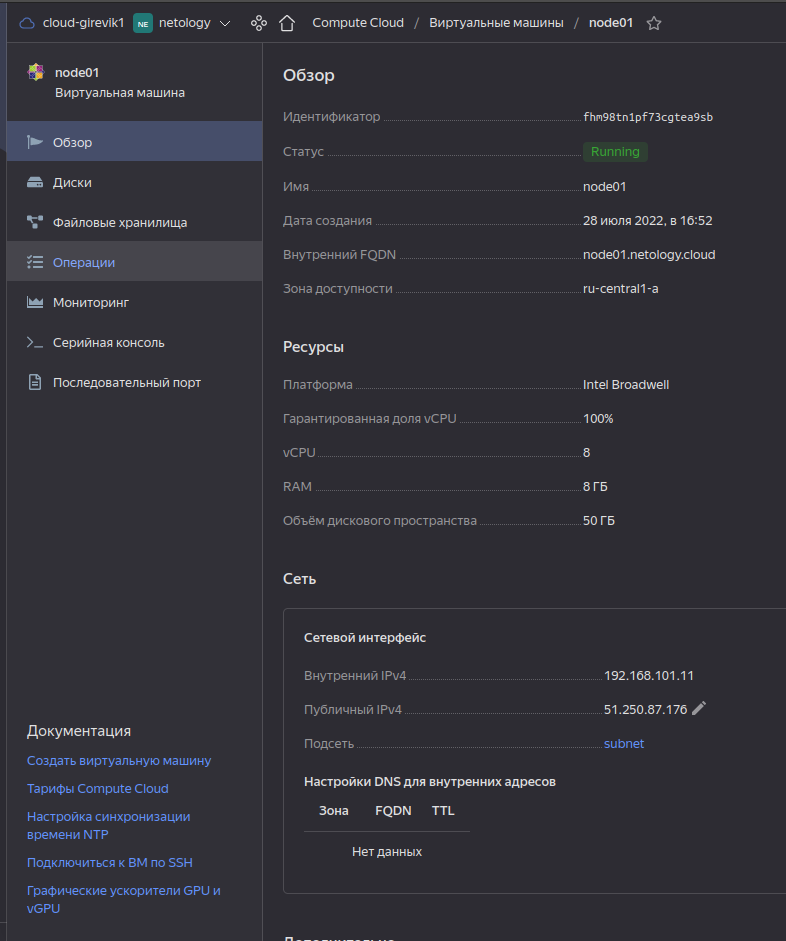 cloud-girevik1 NE netology Compute Cloud / Виртуальные машины / node01
node01
Виртуальная машина
Обзор
Диски
Файловые хранилища
Операции
Мониторинг
Серийная консоль
Последовательный порт
Документация
Создать виртуальную машину
Тарифы Compute Cloud
Настройка синхронизации
времени NTP
Подключиться к ВМ по SSH
Графические ускорители GPU и
vGPU
Обзор
Идентификатор fhm98tn1pf73cgtea9sb
Статус Running
Имя node01
Дата создания 28 июля 2022, в 16:52
Внутренний FQDN node01.netology.cloud
Зона доступности ru-central1-a
Ресурсы
Платформа Intel Broadwell
Гарантированная доля vCPU 100%
vCPU 8
RAM 8 ГБ
Объём дискового пространства 50 ГБ
Сеть
Сетевой интерфейс
Внутренний IPv4 192.168.101.11
Публичный IPv4 51.250.87.176
Подсеть subnet
Настройки DNS для внутренних адресов
Зона FQDN TTL
Нет данных
Дополнительно